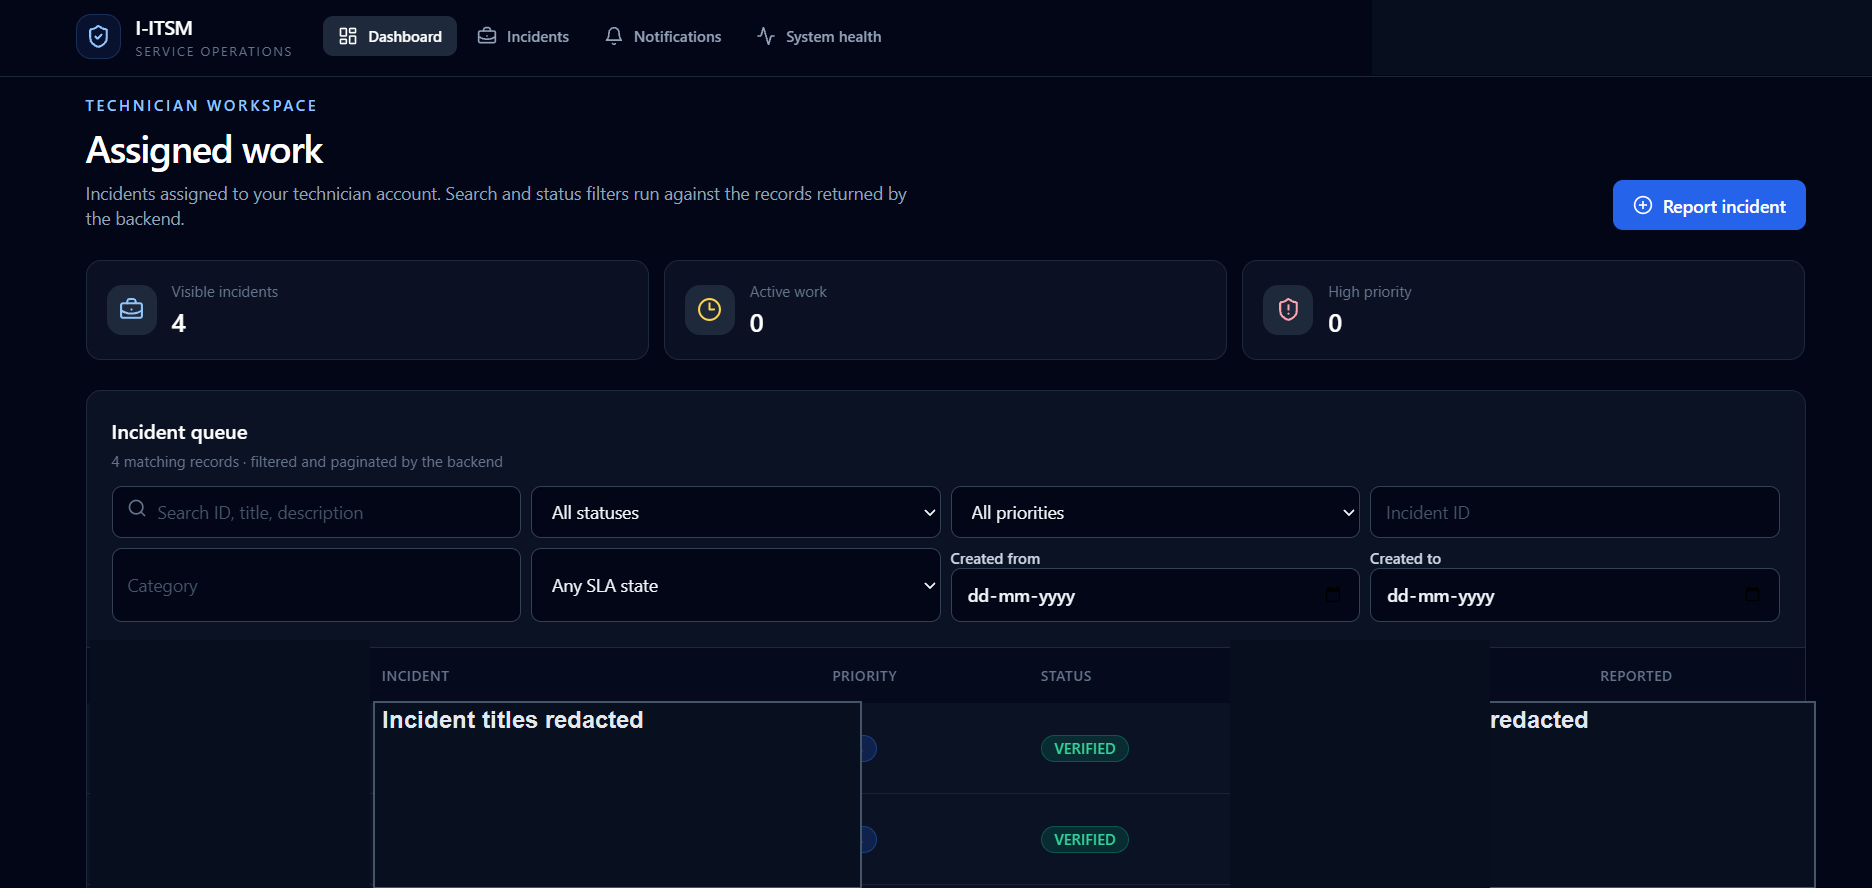 I-ITSM
SERVICE OPERATIONS
Dashboard
Incidents
Notifications
System health
TECHNICIAN WORKSPACE
Assigned work
Incidents assigned to your technician account. Search and status filters run against the records returned by
the backend.
Report incident
Visible incidents
4
Active work
0
High priority
0
Incident queue
4 matching records · filtered and paginated by the backend
Search ID, title, description
All statuses
All priorities
Incident ID
Category
Any SLA state
Created from
dd-mm-yyyy
Created to
dd-mm-yyyy
INCIDENT
PRIORITY
STATUS
REPORTED
Incident titles redacted
VERIFIED
redacted
VERIFIED